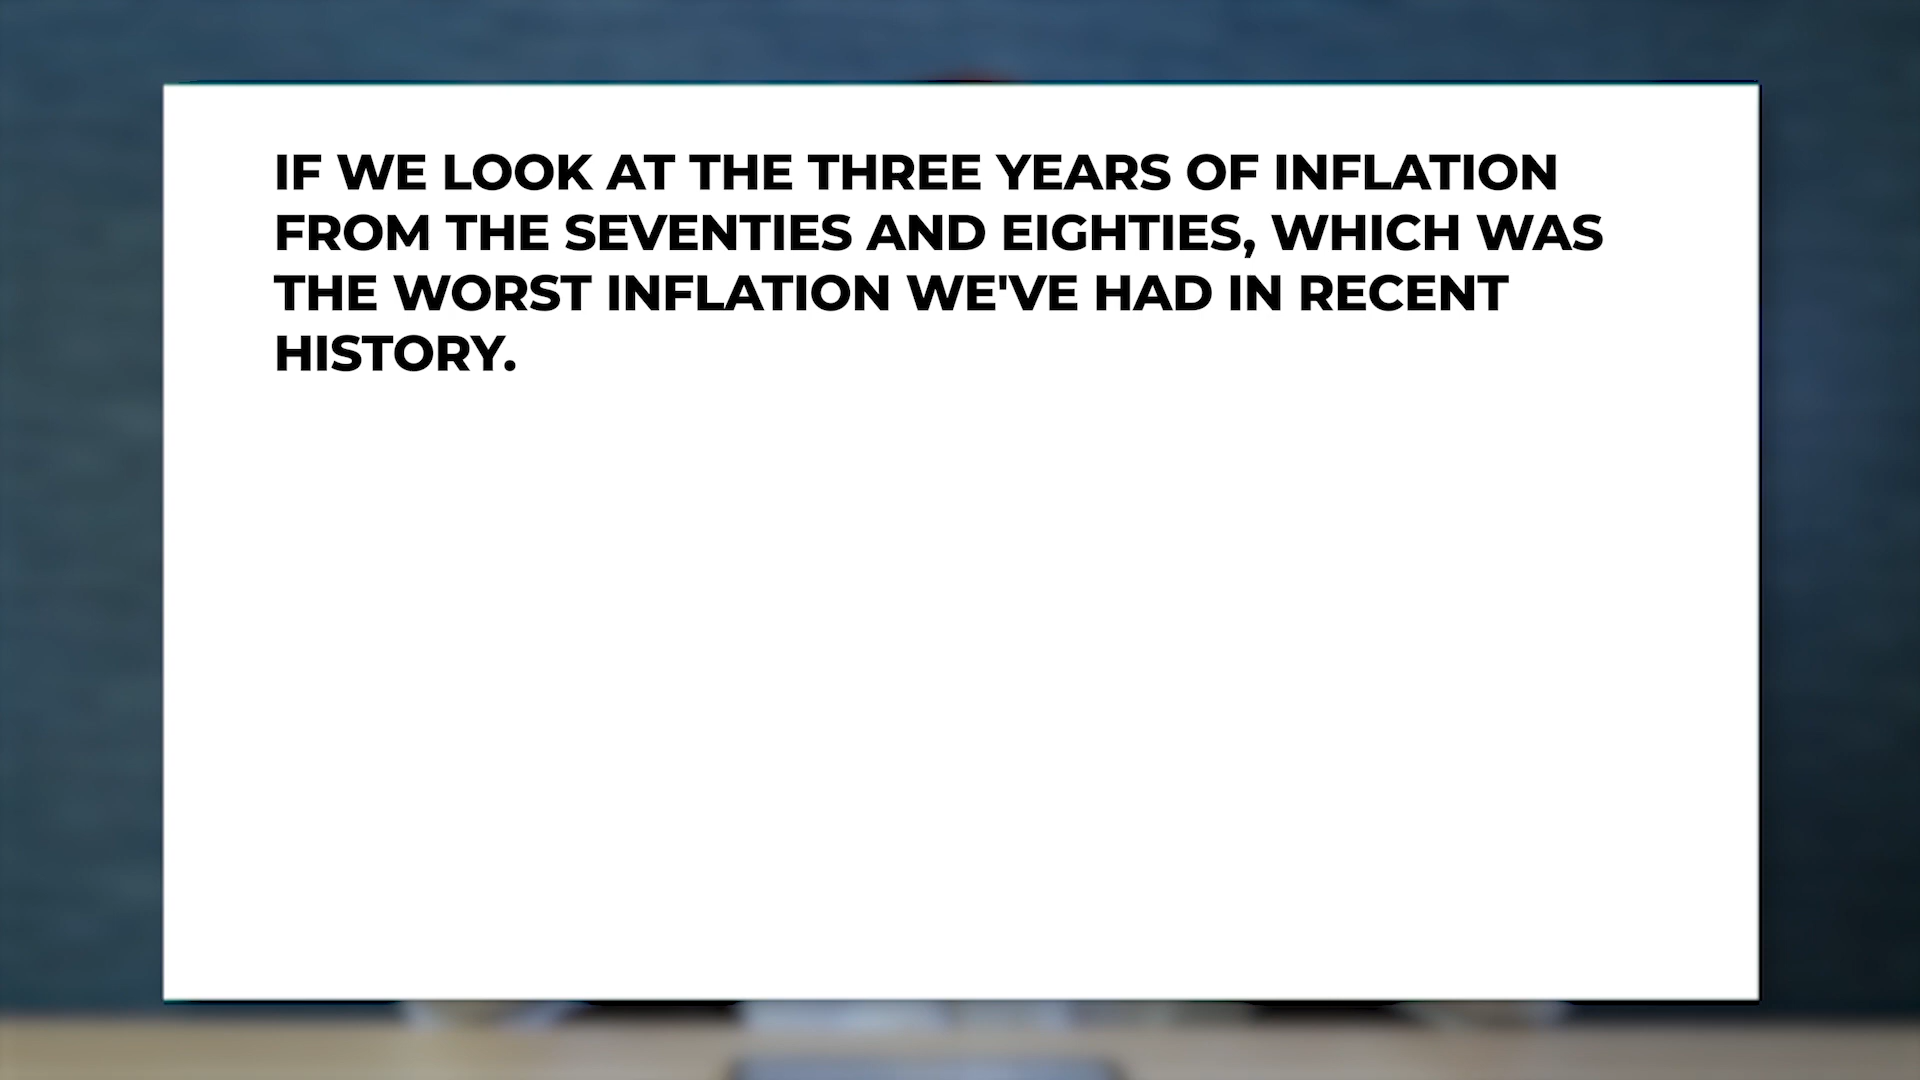 IF WE LOOK AT THE THREE YEARS OF INFLATION
FROM THE SEVENTIES AND EIGHTIES, WHICH WAS
THE WORST INFLATION WE'VE HAD IN RECENT
HISTORY.